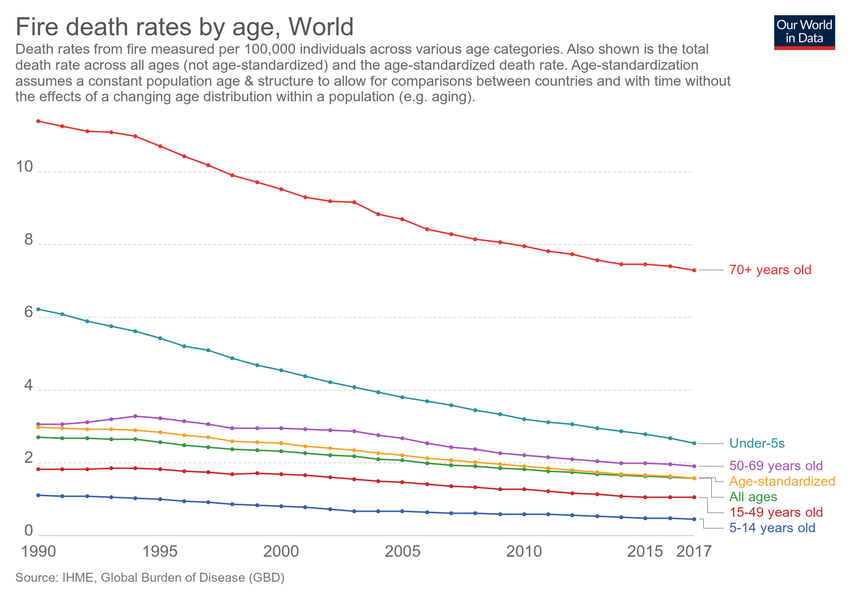 Fire death rates by age, World
Our World
in Data
Death rates from fire measured per 100,000 individuals across various age categories. Also shown is the total
death rate across all ages (not age-standardized) and the age-standardized death rate. Age-standardization
assumes a constant population age & structure to allow for comparisons between countries and with time without
the effects of a changing age distribution within a population (e.g. aging).
10
8
6
4
2
0
70+ years old
Under-5s
50-69 years old
Age-standardized
All ages
15-49 years old
5-14 years old
1990 1995 2000 2005 2010 2015 2017
Source: IHME, Global Burden of Disease (GBD)